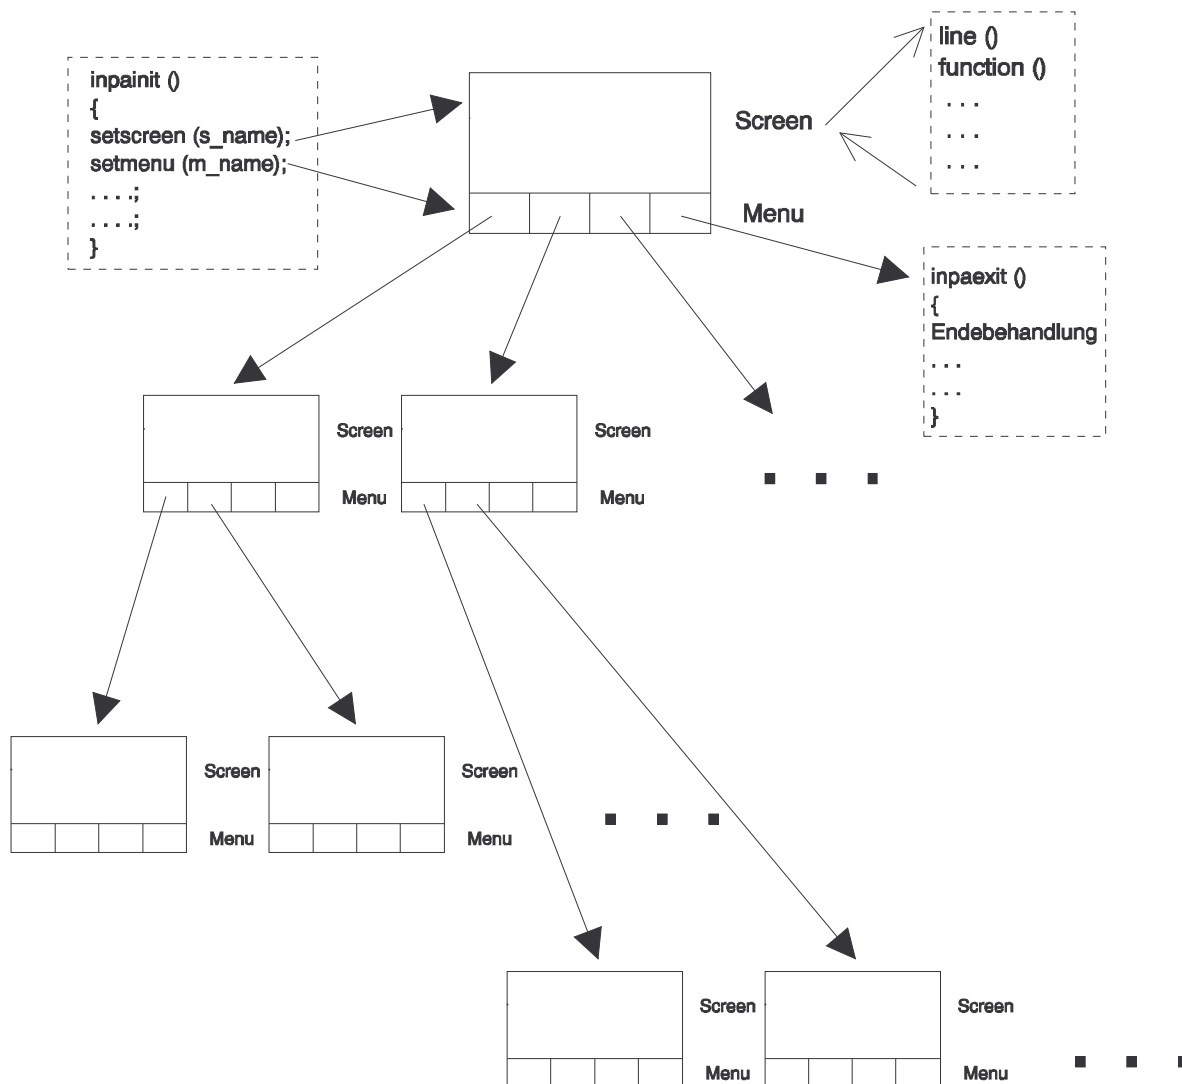 inpainit ()
{
setscreen (s_name);
setmenu (m_name);
. . . .;
. . . .;
}
Screen
Menu
line ()
function ()
. . .
. . .
. . .
inpaexit ()
{
Endebehandlung
. . .
. . .
}
Screen
Menu
Screen
Menu
. . .
Screen
Menu
Screen
Menu
. . .
Screen
Menu
Screen
Menu
. . .